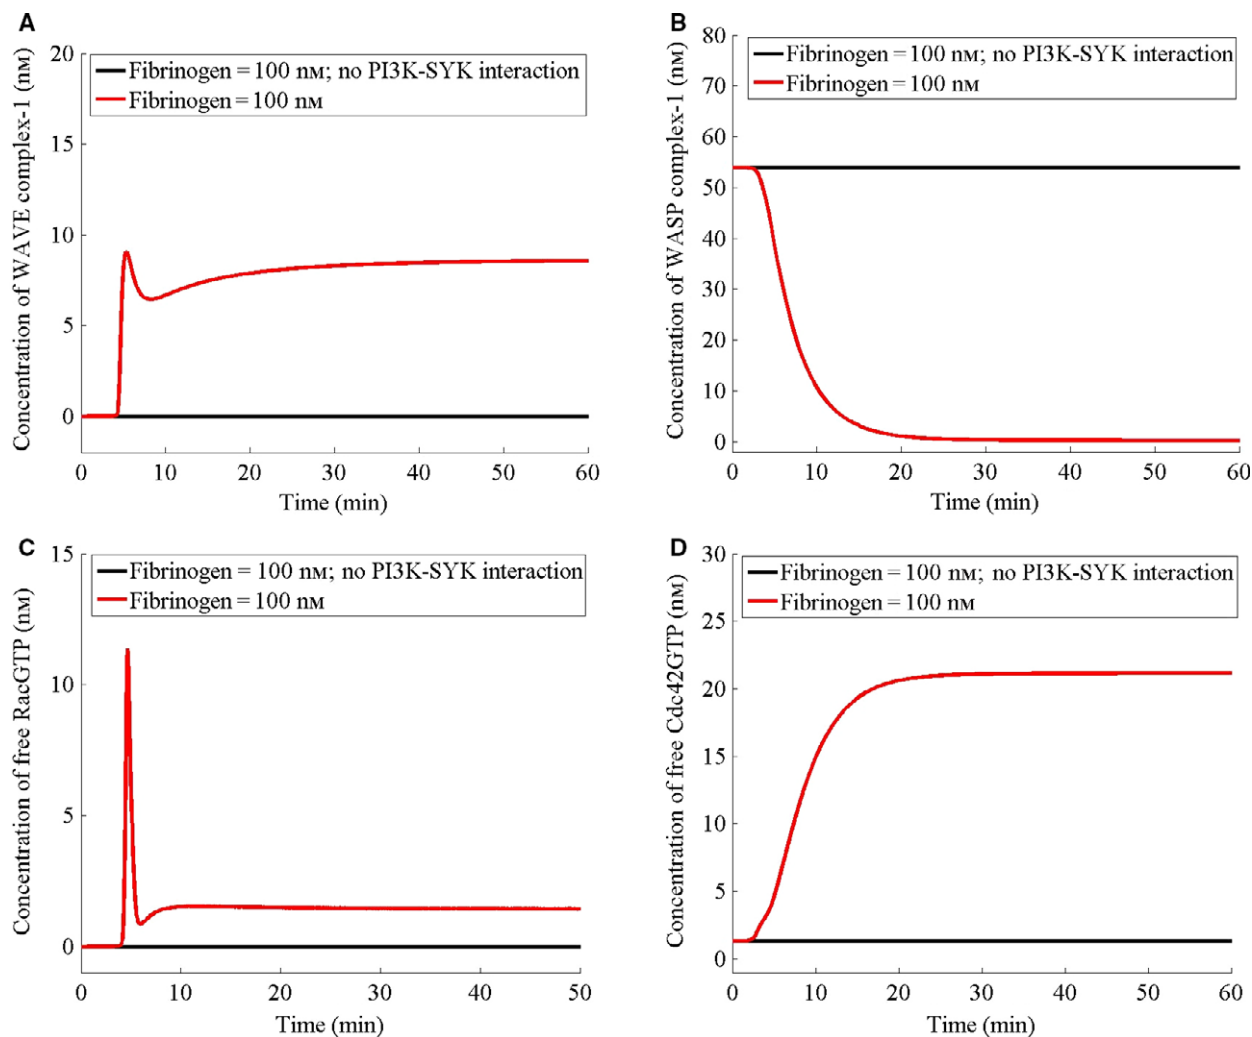 A
Concentration of WAVE complex-1 (nм)
20
15
10
5
0
Fibrinogen = 100 nм; no PI3K-SYK interaction
Fibrinogen = 100 nм
0 10 20 30 40 50 60
Time (min)
B
Concentration of WASP complex-1 (nм)
80
70
60
50
40
30
20
10
0
Fibrinogen = 100 nм; no PI3K-SYK interaction
Fibrinogen = 100 nм
0 10 20 30 40 50 60
Time (min)
C
Concentration of free RacGTP (nм)
15
10
5
0
Fibrinogen = 100 nм; no PI3K-SYK interaction
Fibrinogen = 100 nм
0 10 20 30 40 50
Time (min)
D
Concentration of free Cdc42GTP (nм)
30
25
20
15
10
5
0
Fibrinogen = 100 nм; no PI3K-SYK interaction
Fibrinogen = 100 nм
0 10 20 30 40 50 60
Time (min)